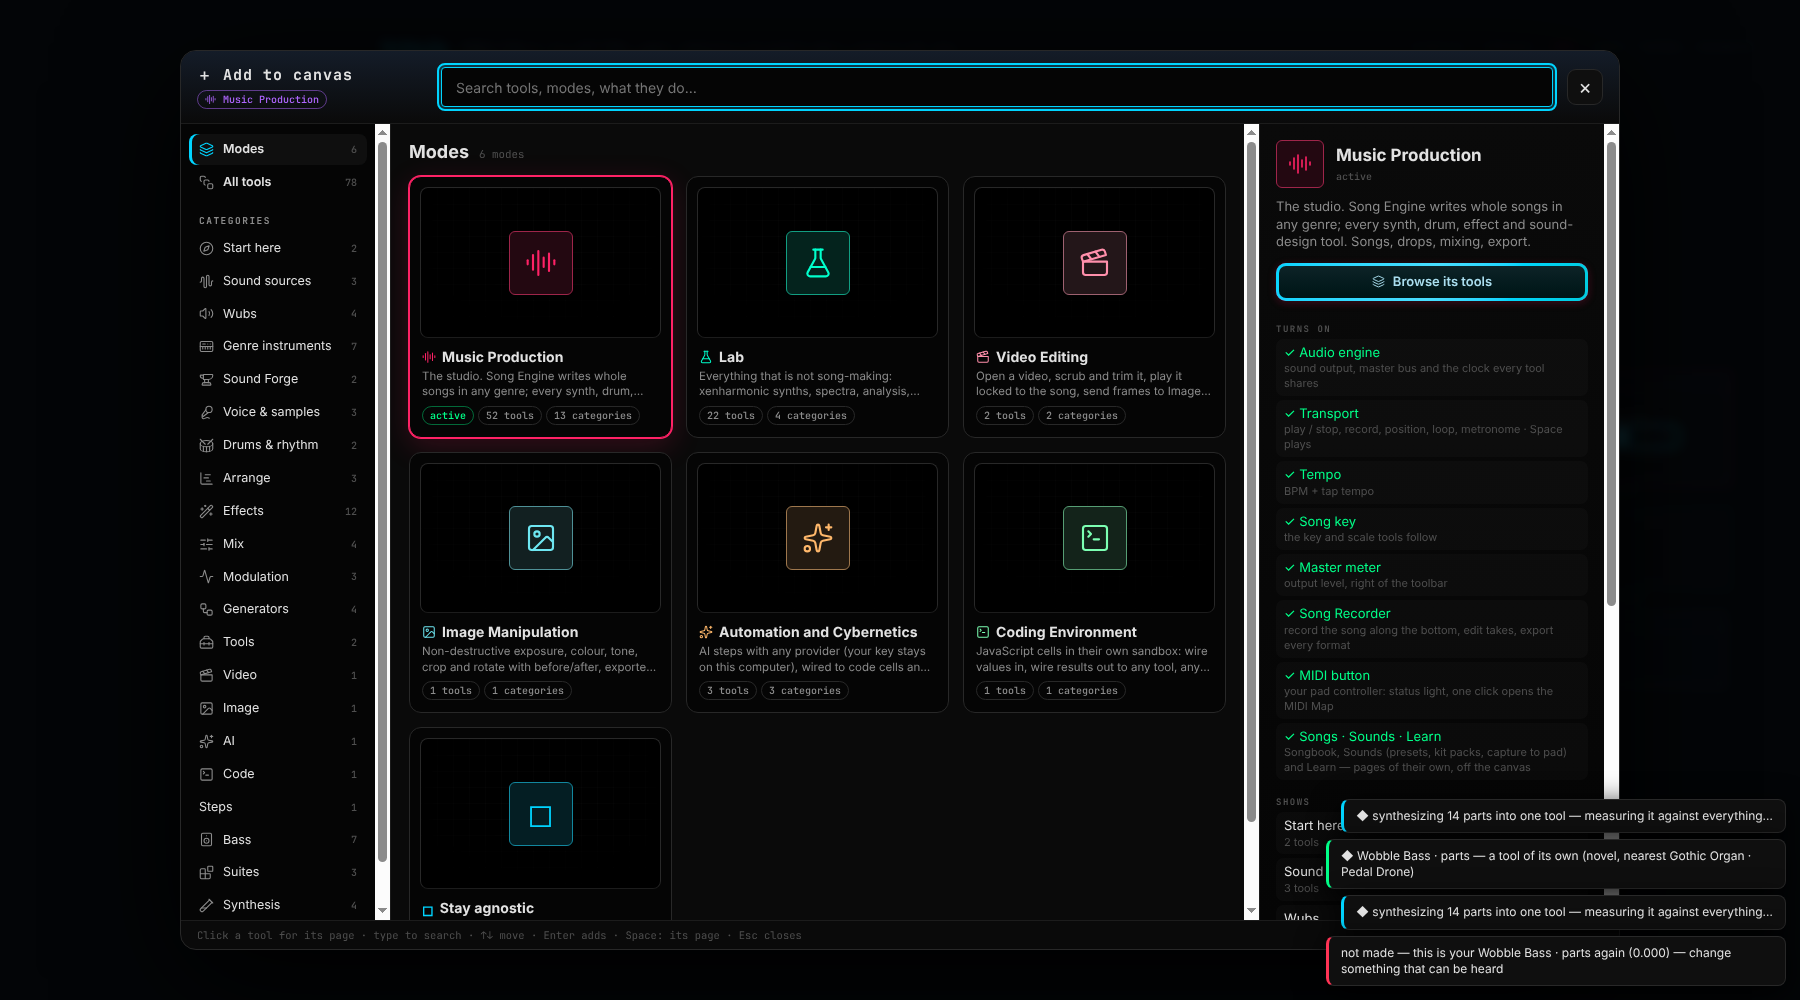 + Add to canvas
Music Production
Search tools, modes, what they do...
Modes 6
All tools 78
CATEGORIES
Start here 2
Sound sources 3
Wubs 4
Genre instruments 7
Sound Forge 2
Voice & samples 3
Drums & rhythm 2
Arrange 3
Effects 12
Mix 4
Modulation 3
Generators 4
Tools 2
Video 1
Image 1
AI 1
Code 1
Steps 1
Bass 7
Suites 3
Synthesis 4
Modes 6 modes
Music Production
The studio. Song Engine writes whole
songs in any genre; every synth, drum,...
active 52 tools 13 categories
Lab
Everything that is not song-making:
xenharmonic synths, spectra, analysis,...
22 tools 4 categories
Video Editing
Open a video, scrub and trim it, play it
locked to the song, send frames to Image...
2 tools 2 categories
Image Manipulation
Non-destructive exposure, colour, tone,
crop and rotate with before/after, exporte...
1 tools 1 categories
Automation and Cybernetics
AI steps with any provider (your key stays
on this computer), wired to code cells an...
3 tools 3 categories
Coding Environment
JavaScript cells in their own sandbox: wire
values in, wire results out to any tool, any...
1 tools 1 categories
Stay agnostic
Music Production
active
The studio. Song Engine writes whole songs in
any genre; every synth, drum, effect and sound-
design tool. Songs, drops, mixing, export.
Browse its tools
TURNS ON
✓ Audio engine
sound output, master bus and the clock every tool
shares
✓ Transport
play / stop, record, position, loop, metronome · Space
plays
✓ Tempo
BPM + tap tempo
✓ Song key
the key and scale tools follow
✓ Master meter
output level, right of the toolbar
✓ Song Recorder
record the song along the bottom, edit takes, export
every format
✓ MIDI button
your pad controller: status light, one click opens the
MIDI Map
✓ Songs · Sounds · Learn
Songbook, Sounds (presets, kit packs, capture to pad)
and Learn — pages of their own, off the canvas
SHOWS
Start here
2 tools
Sound
3 tools
Wubs
◆ synthesizing 14 parts into one tool — measuring it against everything...
◆ Wobble Bass · parts — a tool of its own (novel, nearest Gothic Organ ·
Pedal Drone)
◆ synthesizing 14 parts into one tool — measuring it against everything...
not made — this is your Wobble Bass · parts again (0.000) — change
something that can be heard
Click a tool for its page · type to search · ↑↓ move · Enter adds · Space: its page · Esc closes